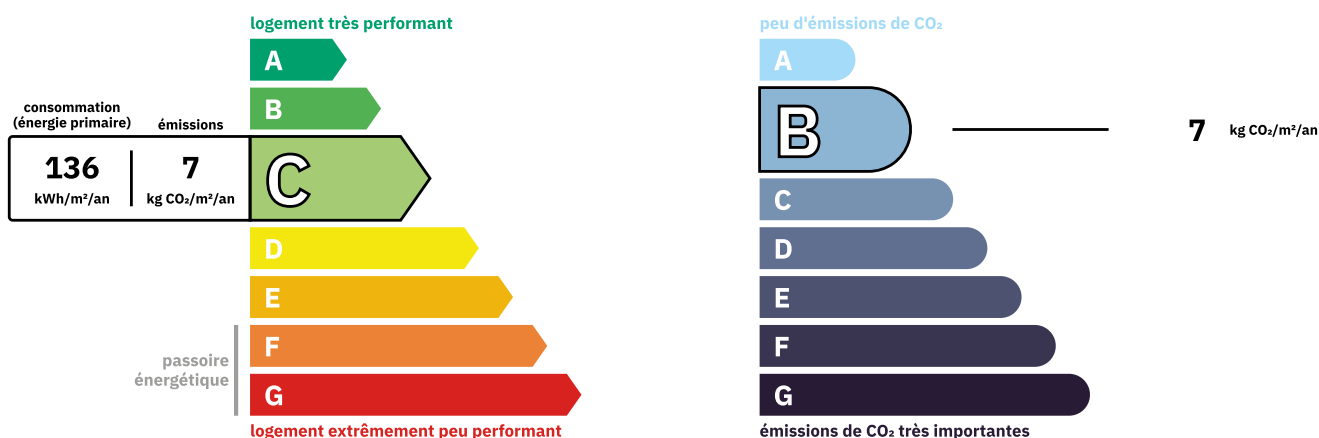 logement très performant
A
B
consommation
(énergie primaire)
émissions
136
7
kWh/m²/an
kg CO₂/m²/an
C
D
E
F
passoire
énergétique
G
logement extrêmement peu performant
peu d'émissions de CO₂
A
B
7 kg CO₂/m²/an
C
D
E
F
G
émissions de CO₂ très importantes